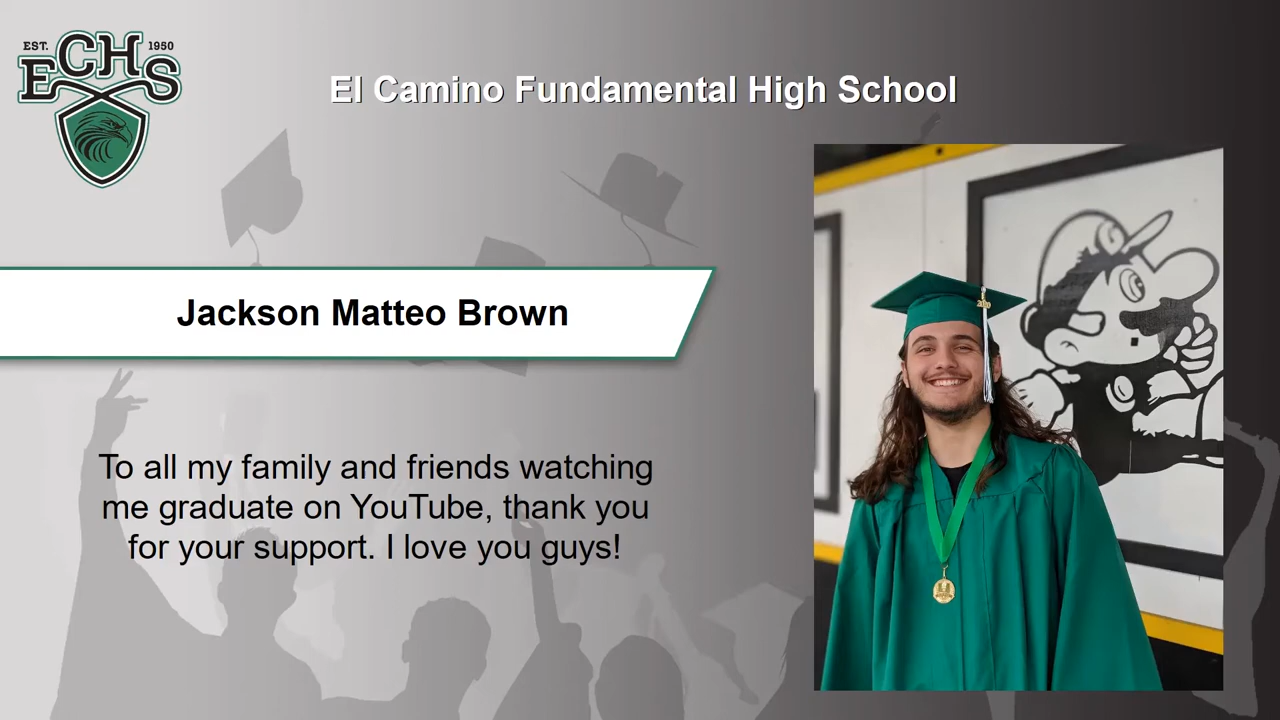 EST. 1950
ECHS
El Camino Fundamental High School
Jackson Matteo Brown
To all my family and friends watching
me graduate on YouTube, thank you
for your support. I love you guys!